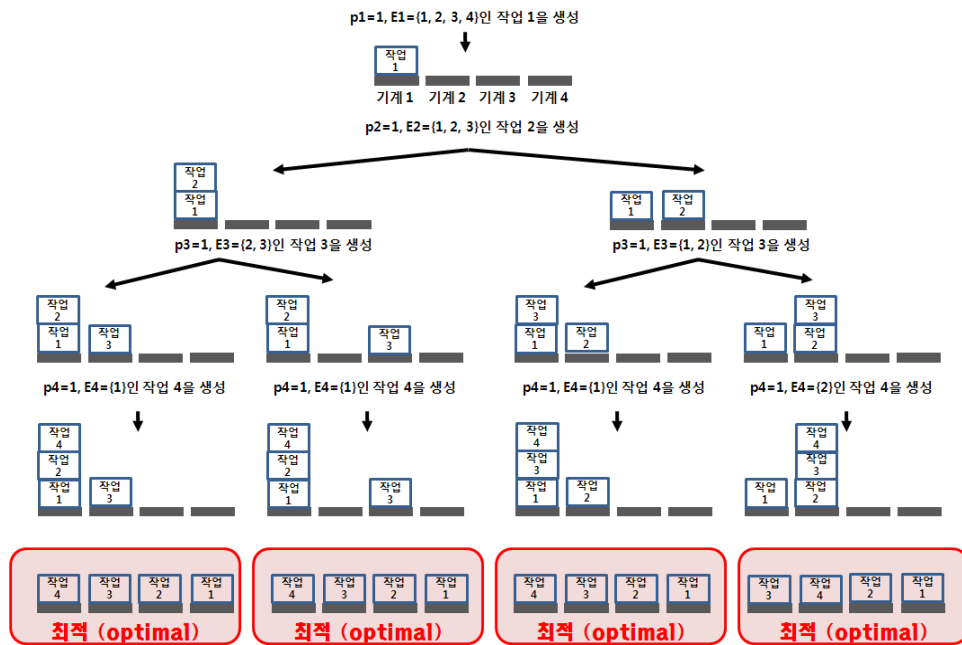 p1=1, E1={1, 2, 3, 4}인 작업 1을 생성
작업
1
기계 1 기계 2 기계 3 기계 4
p2=1, E2={1, 2, 3}인 작업 2을 생성
작업
2
작업
1
작업
1
작업
2
p3=1, E3={2, 3}인 작업 3을 생성
p3=1, E3={1, 2}인 작업 3을 생성
작업
2
작업
1
작업
3
작업
2
작업
1
작업
3
작업
3
작업
1
작업
2
작업
1
작업
3
작업
2
p4=1, E4={1}인 작업 4을 생성
p4=1, E4={1}인 작업 4을 생성
p4=1, E4={1}인 작업 4을 생성
p4=1, E4={2}인 작업 4을 생성
작업
4
작업
2
작업
1
작업
3
작업
4
작업
2
작업
1
작업
3
작업
4
작업
3
작업
1
작업
2
작업
1
작업
4
작업
3
작업
2
작업
4
작업
3
작업
2
작업
1
최적 (optimal)
작업
4
작업
3
작업
2
작업
1
최적 (optimal)
작업
4
작업
3
작업
2
작업
1
최적 (optimal)
작업
3
작업
4
작업
2
작업
1
최적 (optimal)